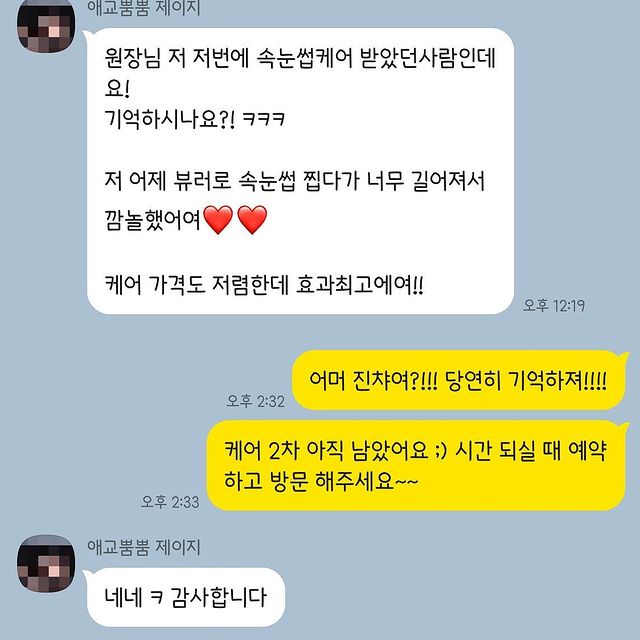 애교뿜뿜 제이지
원장님 저 저번에 속눈썹케어 받았던사람인데
요!
기억하시나요?! ㅋㅋㅋ
저 어제 뷰러로 속눈썹 찝다가 너무 길어져서
깜놀했어여❤️❤️
케어 가격도 저렴한데 효과최고에여!!
오후 12:19
어머 진챠여?!!! 당연히 기억하져!!!!
오후 2:32
케어 2차 아직 남았어요 ;) 시간 되실 때 예약
하고 방문 해주세요~~
오후 2:33
애교뿜뿜 제이지
네네 ㅋ 감사합니다